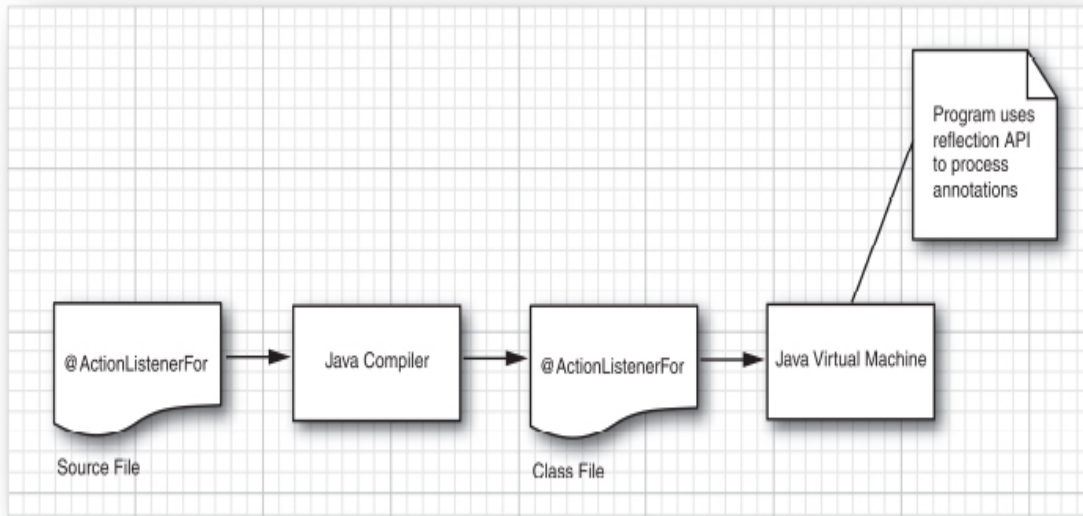 Program uses
reflection API
to process
annotations
@ActionListenerFor
Java Compiler
@ActionListenerFor
Java Virtual Machine
Source File
Class File